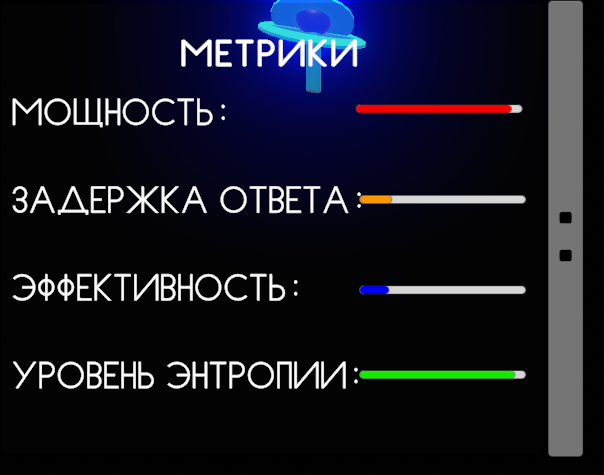 МЕТРИКИ
МОЩНОСТЬ:
ЗАДЕРЖКА ОТВЕТА:
ЭФФЕКТИВНОСТЬ:
УРОВЕНЬ ЭНТРОПИИ: